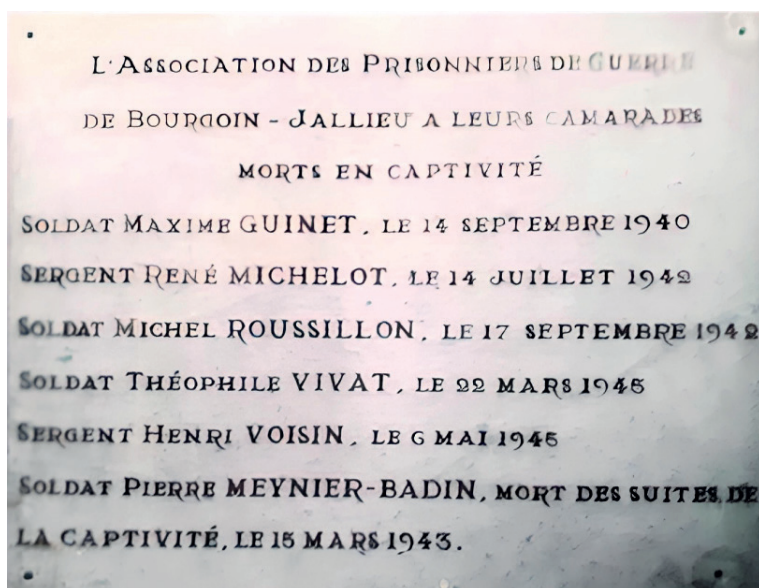 L'ASSOCIATION DES PRISONNIERS DE GUERRE
DE BOURGOIN - JALLIEU A LEURS CAMARADES
MORTS EN CAPTIVITÉ
SOLDAT MAXIME GUINET, LE 14 SEPTEMBRE 1940
SERGENT RENÉ MICHELOT, LE 14 JUILLET 1942
SOLDAT MICHEL ROUSSILLON, LE 17 SEPTEMBRE 1942
SOLDAT THÉOPHILE VIVAT, LE 22 MARS 1945
SERGENT HENRI VOISIN, LE 6 MAI 1945
SOLDAT PIERRE MEYNIER-BADIN, MORT DES SUITES DE
LA CAPTIVITÉ, LE 15 MARS 1943.